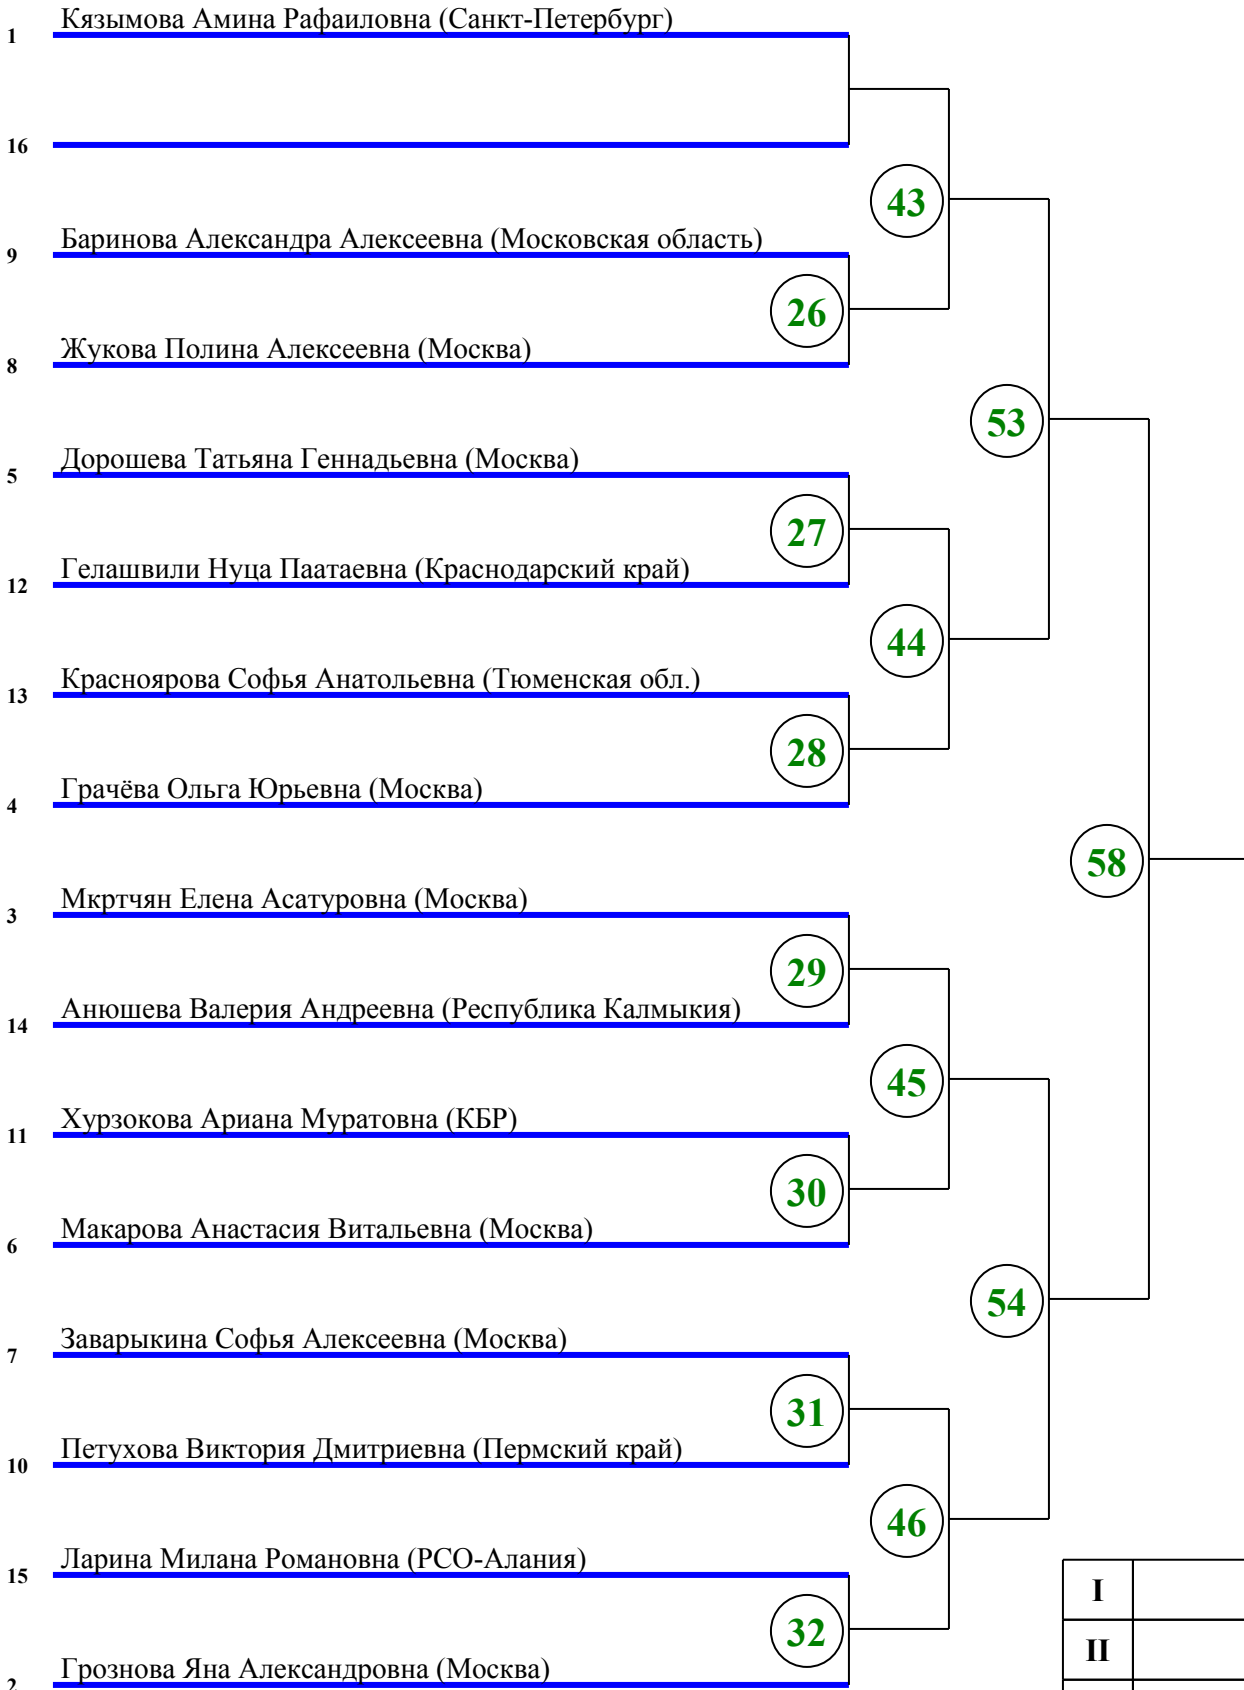 Кязымова Амина Рафаиловна (Санкт-Петербург)
1
16
43
Баринова Александра Алексеевна (Московская область)
9
26
Жукова Полина Алексеевна (Москва)
8
53
Дорошева Татьяна Геннадьевна (Москва)
5
27
Гелашвили Нуца Паатаевна (Краснодарский край)
12
44
Красноярова Софья Анатольевна (Тюменская обл.)
13
28
Грачёва Ольга Юрьевна (Москва)
4
58
Мкртчян Елена Асатуровна (Москва)
3
29
Анюшева Валерия Андреевна (Республика Калмыкия)
14
45
Хурзокова Ариана Муратовна (КБР)
11
30
Макарова Анастасия Витальевна (Москва)
6
54
Заварыкина Софья Алексеевна (Москва)
7
31
Петухова Виктория Дмитриевна (Пермский край)
10
46
Ларина Милана Романовна (РСО-Алания)
15
I
32
II
Грознова Яна Александровна (Москва)
2